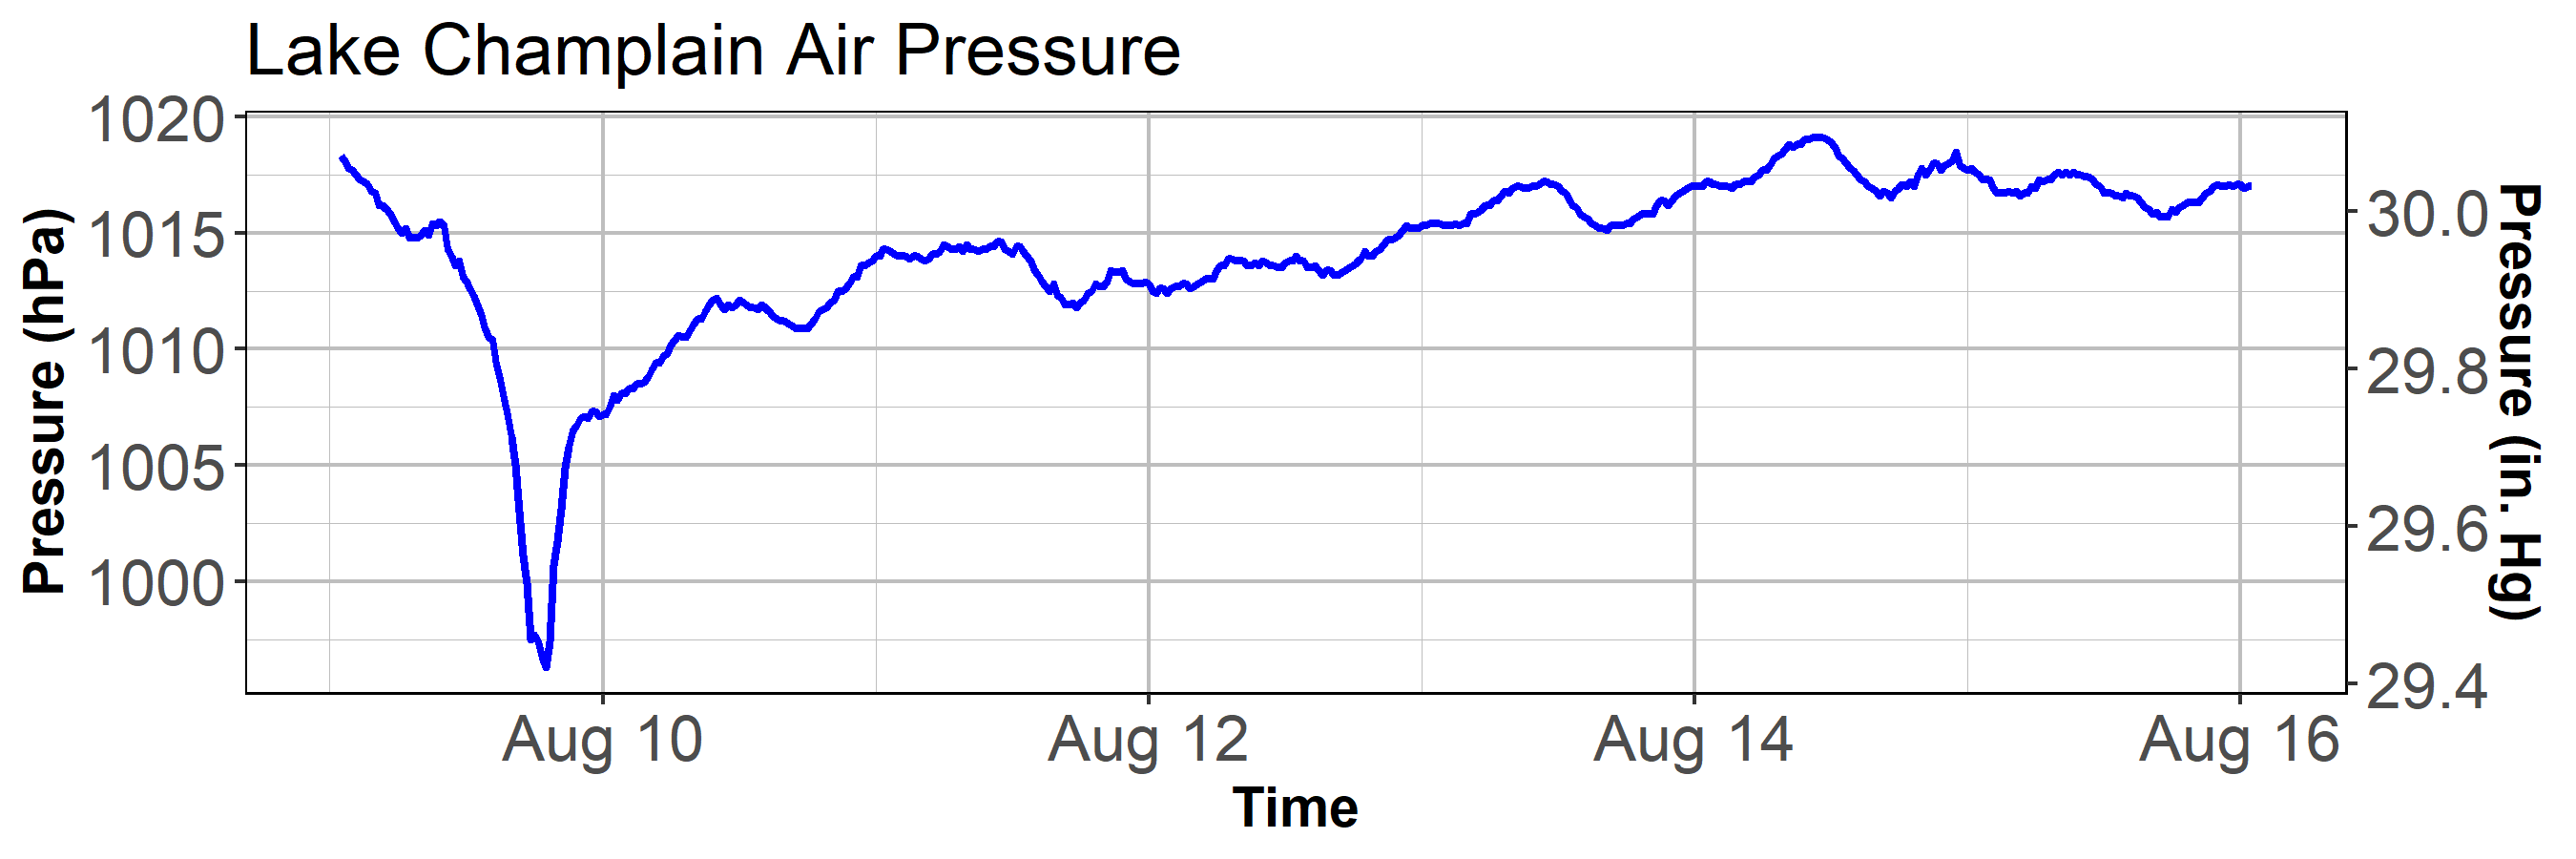 Lake Champlain Air Pressure
Pressure (hPa)
1020
1015
1010
1005
1000
30.0
29.8
29.6
29.4
Pressure (in. Hg)
Aug 10
Aug 12
Aug 14
Aug 16
Time